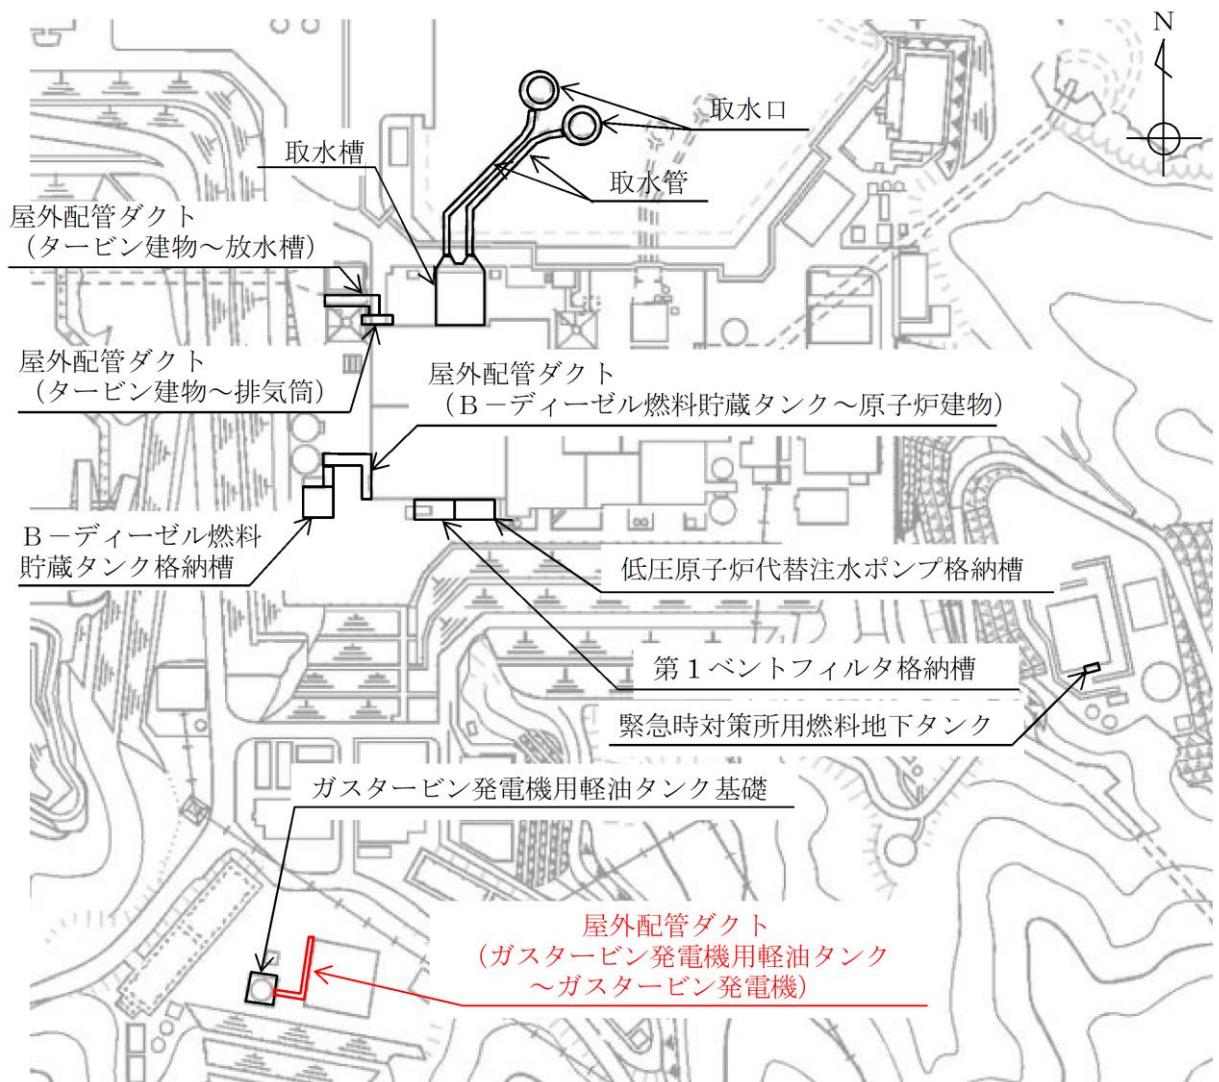 N
取水口
取水槽
取水管
屋外配管ダクト
（タービン建物～放水槽）
屋外配管ダクト
（タービン建物～排気筒）
屋外配管ダクト
（Ｂ－ディーゼル燃料貯蔵タンク～原子炉建物）
Ｂ－ディーゼル燃料
貯蔵タンク格納槽
低圧原子炉代替注水ポンプ格納槽
第１ベントフィルタ格納槽
緊急時対策所用燃料地下タンク
ガスタービン発電機用軽油タンク基礎
屋外配管ダクト
（ガスタービン発電機用軽油タンク
～ガスタービン発電機）